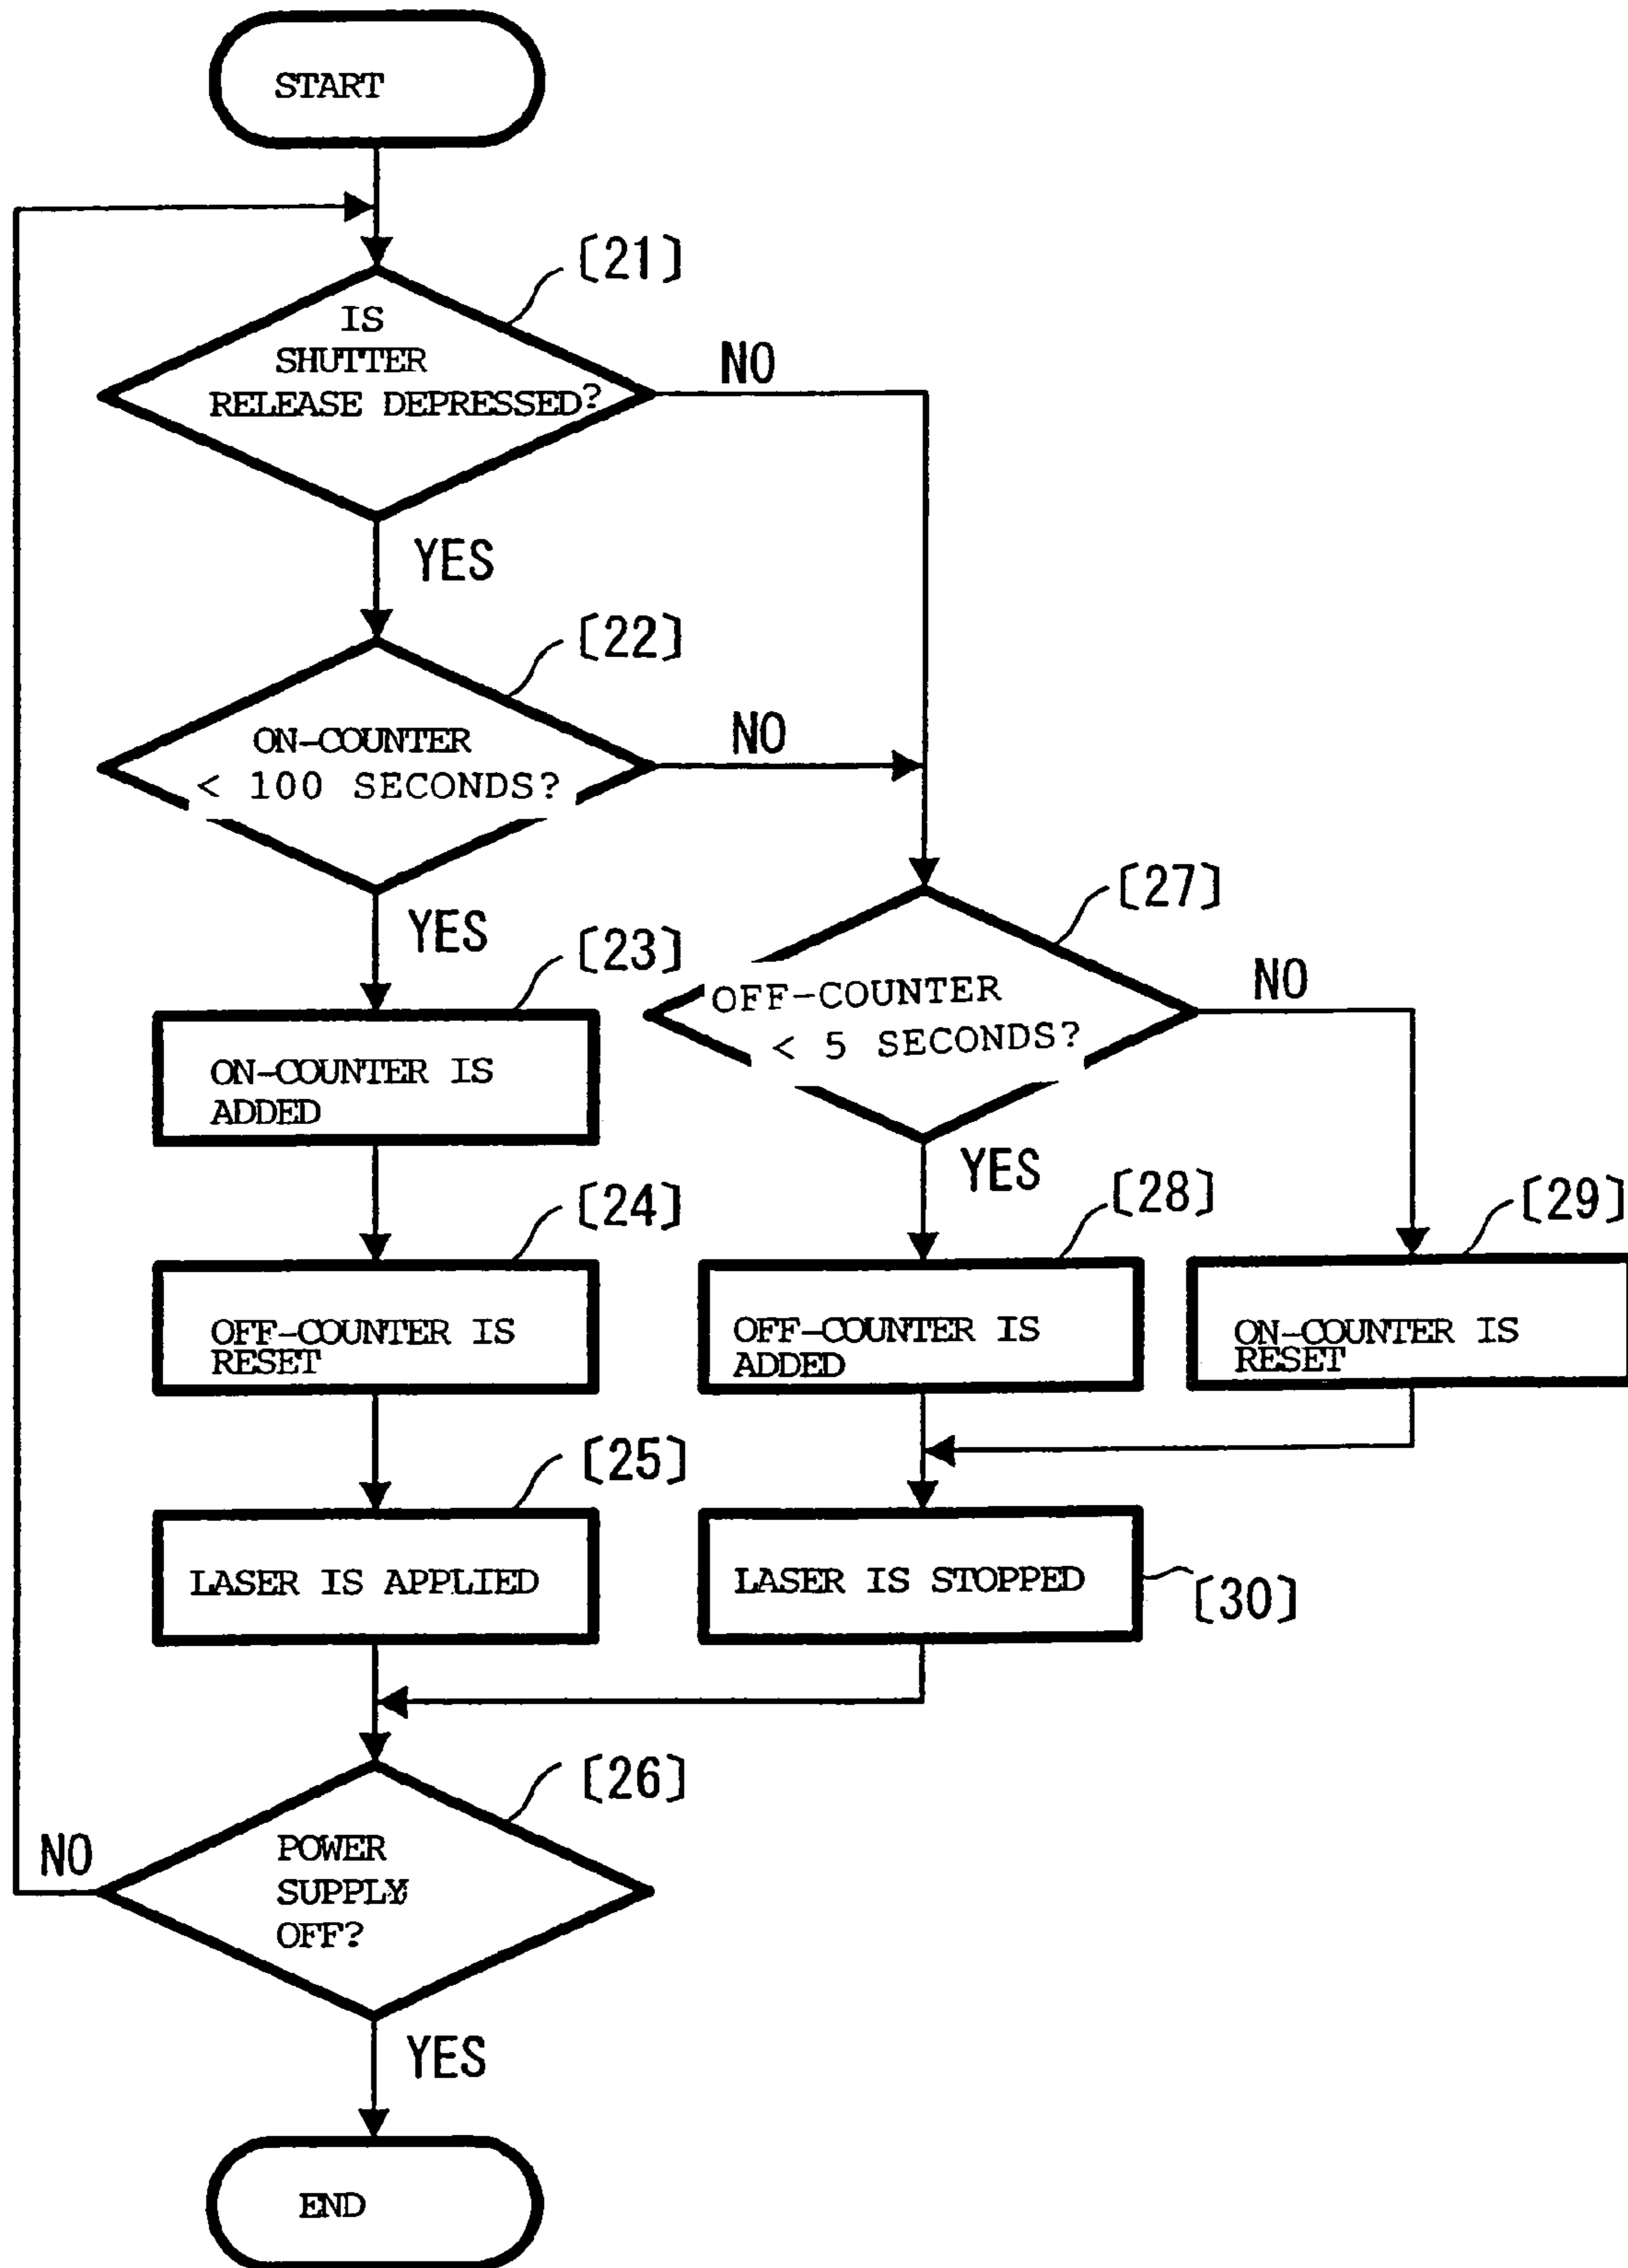 START
[21]
IS
SHUTTER
RELEASE DEPRESSED?
NO
YES
[22]
ON-COUNTER
< 100 SECONDS?
NO
YES
[23]
ON-COUNTER IS
ADDED
[24]
OFF-COUNTER IS
RESET
[25]
LASER IS APPLIED
[27]
OFF-COUNTER
< 5 SECONDS?
NO
YES
[28]
OFF-COUNTER IS
ADDED
[29]
ON-COUNTER IS
RESET
LASER IS STOPPED
[30]
[26]
POWER
SUPPLY
OFF?
NO
YES
END